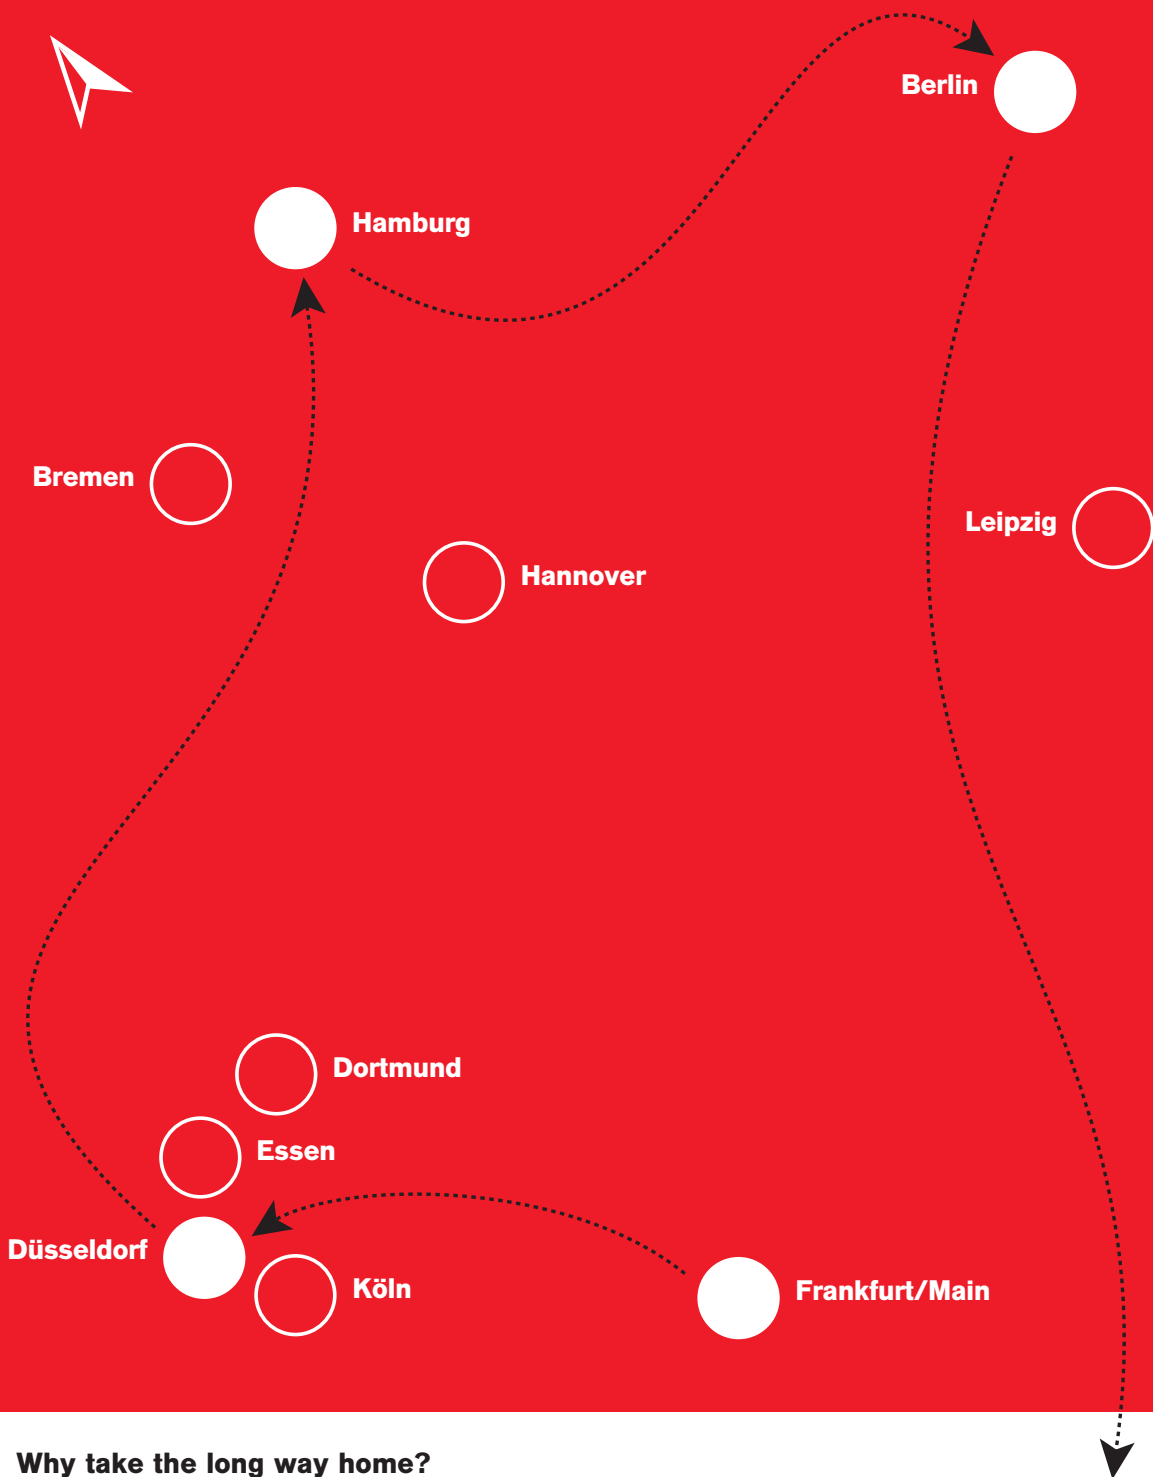 Berlin
Hamburg
Bremen
Leipzig
Hannover
Dortmund
Essen
Düsseldorf
Köln
Frankfurt/Main
Why take the long way home?